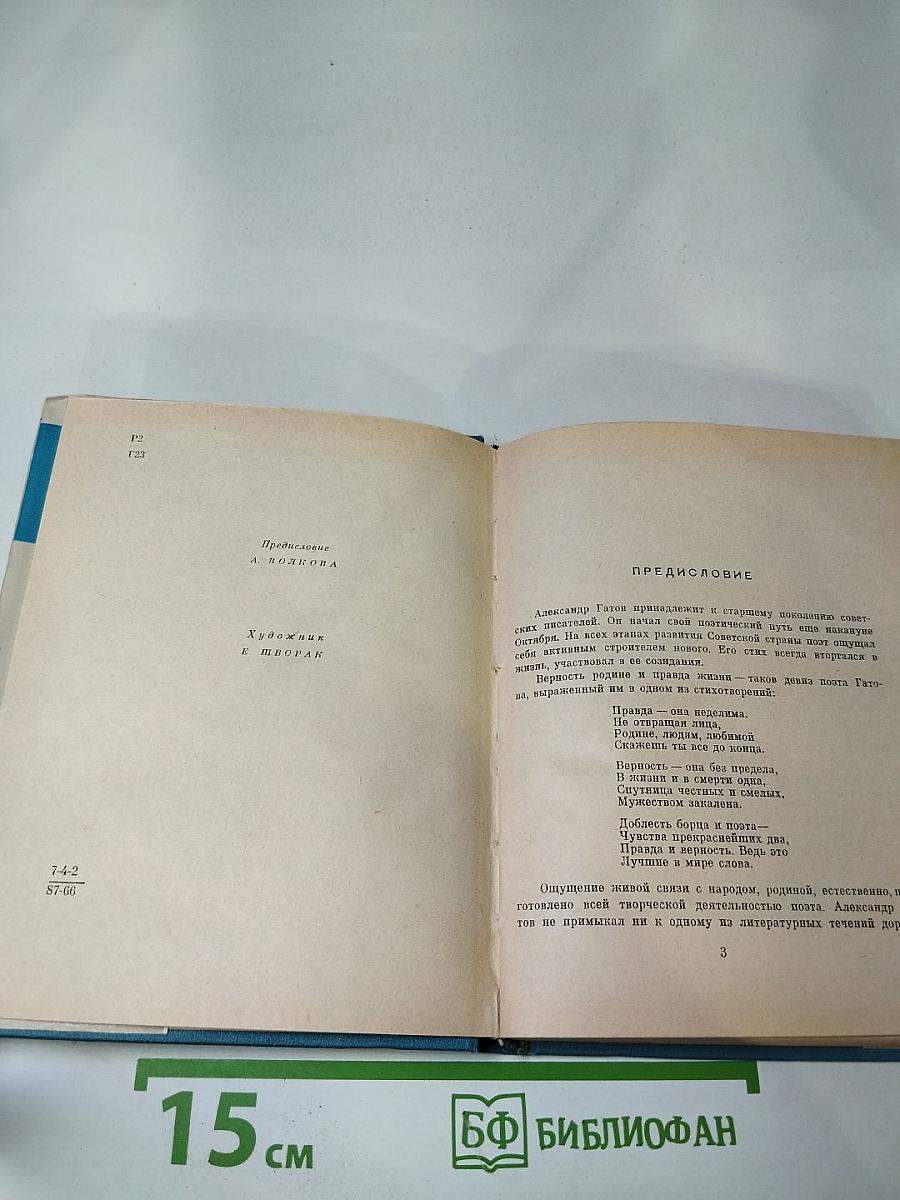 Р2
Г23
Предисловие
А. ВОЛКОВА
Художник
Е. ШВОРАК
7-4-2
87-66
ПРЕДИСЛОВИЕ
Александр Гатов принадлежит к старшему поколению совет-
ских писателей. Он начал свой поэтический путь еще накануне
Октября. На всех этапах развития Советской страны поэт ощущал
себя активным строителем нового. Его стих всегда вторгался в
жизнь, участвовал в ее созидании.
Верность родине и правда жизни — таков девиз поэта Гато-
ва, выраженный им в одном из стихотворений:
Правда — она неделима.
Не отвращая лица,
Родине, людям, любимой
Скажешь ты все до конца.
Верность — она без предела,
В жизни и в смерти одна,
Спутница честных и смелых,
Мужеством закалена.
Доблесть борца и поэта—
Чувства прекраснейших два,
Правда и верность. Ведь это
Лучшие в мире слова.
Ощущение живой связи с народом, родиной, естественно,
готовлено всей творческой деятельностью поэта. Александр
тов не примыкал ни к одному из литературных течений дор
3
15 см
БФ БИБЛИОФАН